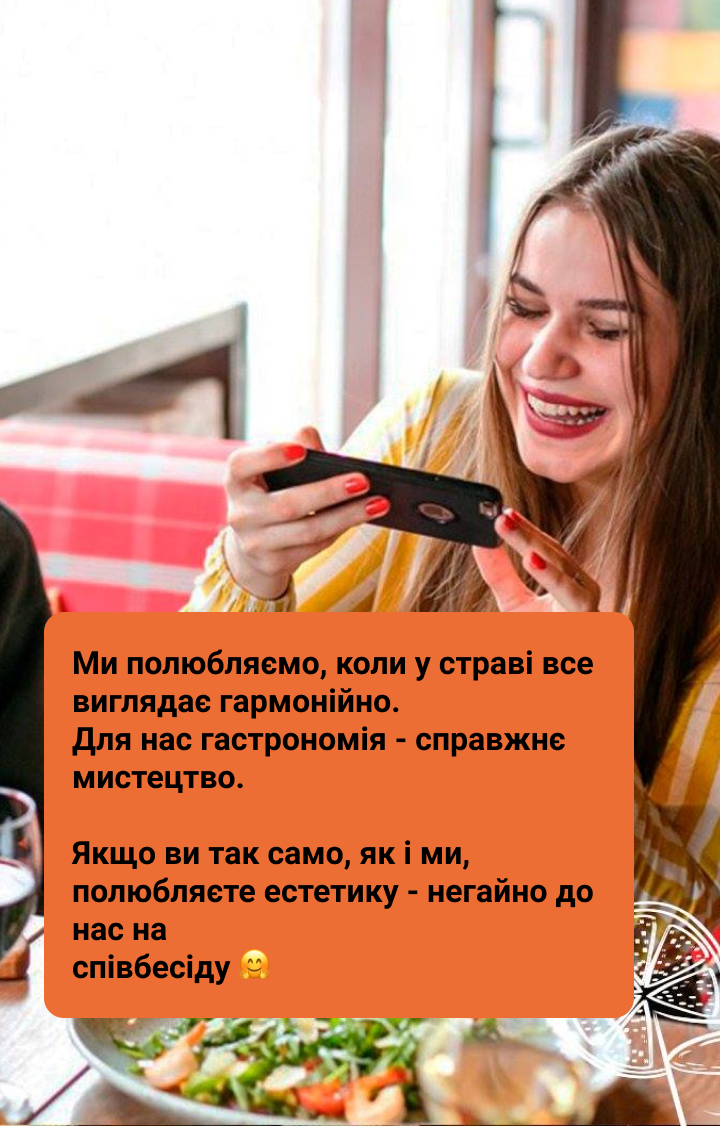 Ми полюбляємо, коли у страві все
виглядає гармонійно.
Для нас гастрономія - справжнє
мистецтво.
Якщо ви так само, як і ми,
полюбляєте естетику - негайно до
нас на
співбесіду 🤗